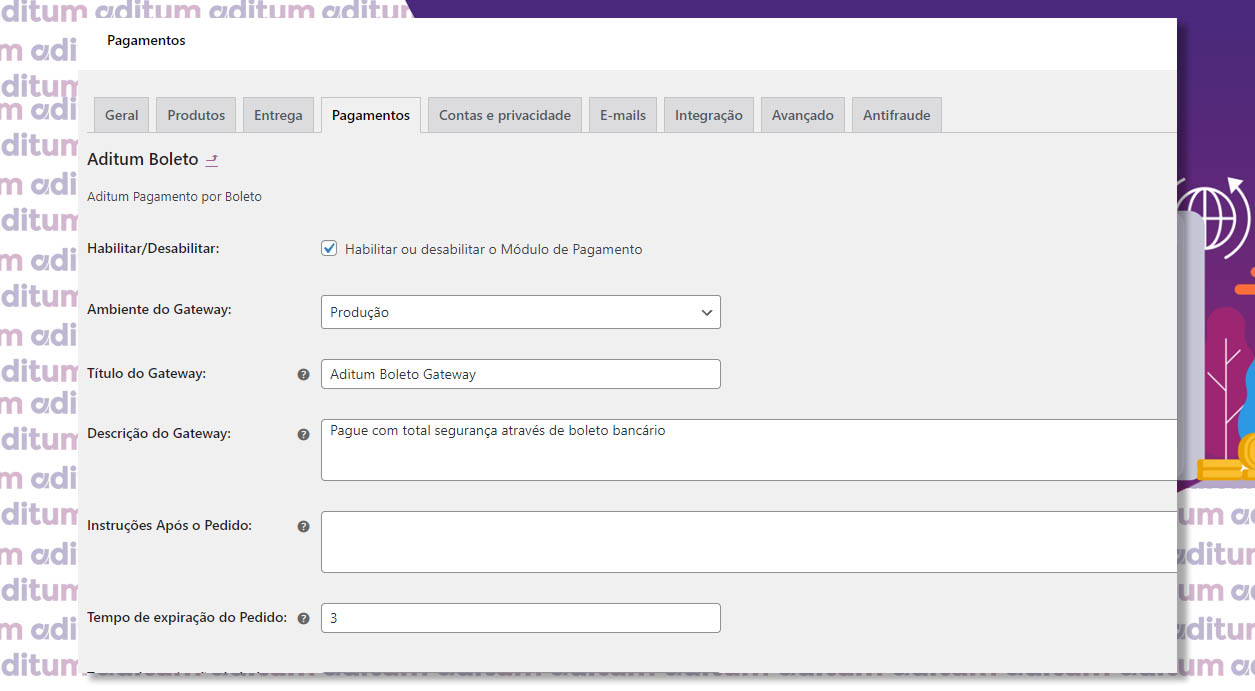 Pagamentos
Geral Produtos Entrega Pagamentos Contas e privacidade E-mails Integração Avançado Antifraude
Aditum Boleto
Aditum Pagamento por Boleto
Habilitar/Desabilitar: Habilitar ou desabilitar o Módulo de Pagamento
Ambiente do Gateway: Produção
Título do Gateway: Aditum Boleto Gateway
Descrição do Gateway: Pague com total segurança através de boleto bancário
Instruções Após o Pedido:
Tempo de expiração do Pedido: 3
aditum aditum aditum